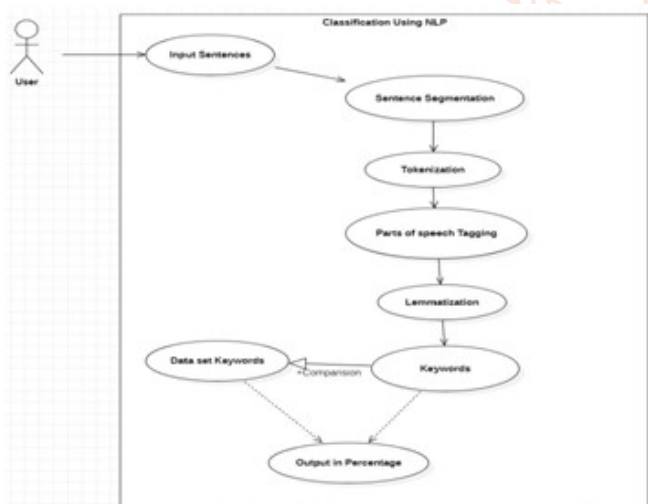 Classification Using NLP
Input Sentences
User
Sentence Segmentation
Tokenization
Parts of speech Tagging
Lemmatization
Data set Keywords
+Comparision
Keywords
Output in Percentage